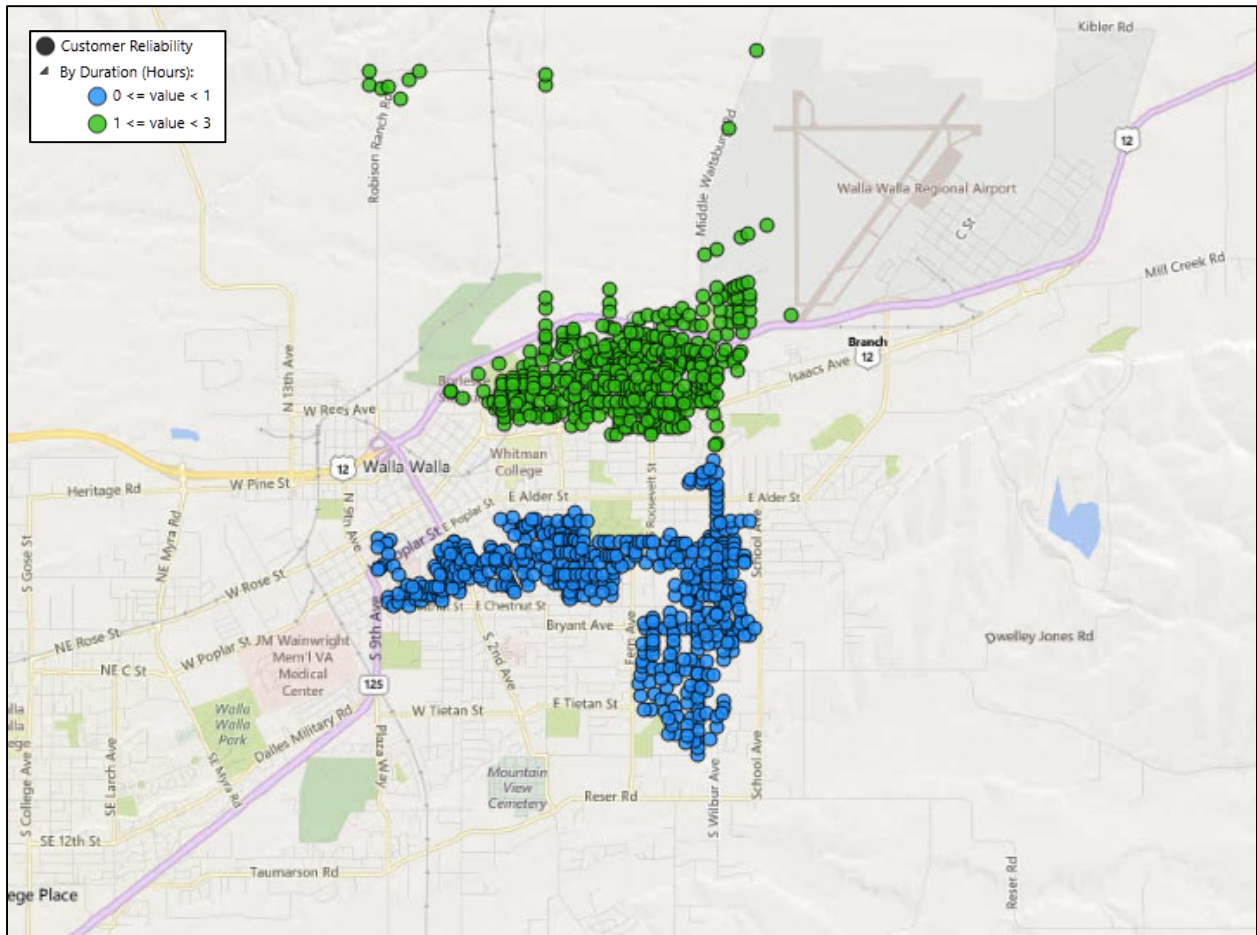 Customer Reliability
By Duration (Hours):
0 <= value < 1
1 <= value < 3
Kibler Rd
12
Robison Ranch Rd
Middle Waitsburg Rd
Walla Walla Regional Airport
C St
Mill Creek Rd
N 13th Ave
Branch
12
Isaacs Ave
W Rees Ave
Whitman
College
12
Walla Walla
W Pine St
Heritage Rd
N 9th Ave
E Alder St
E Alder St
Roosevelt St
E Poplar St
Poplar St
School Ave
S Gose St
NE Myra Rd
W Rose St
E Chestnut St
Bryant Ave
Fern Ave
NE Rose St
W Poplar St
JM Wainwright
Mem'l VA
Medical
Center
S 9th Ave
S 2nd Ave
Dwelley Jones Rd
NE C St
125
W Tietan St
E Tietan St
Walla
Walla
Park
Dalles Military Rd
S College Ave
SE Larch Ave
SE Myra Rd
Plaza Way
Mountain
View
Cemetery
Reser Rd
S Wilbur Ave
School Ave
SE 12th St
Taumarson Rd
Reser Rd
ege Place